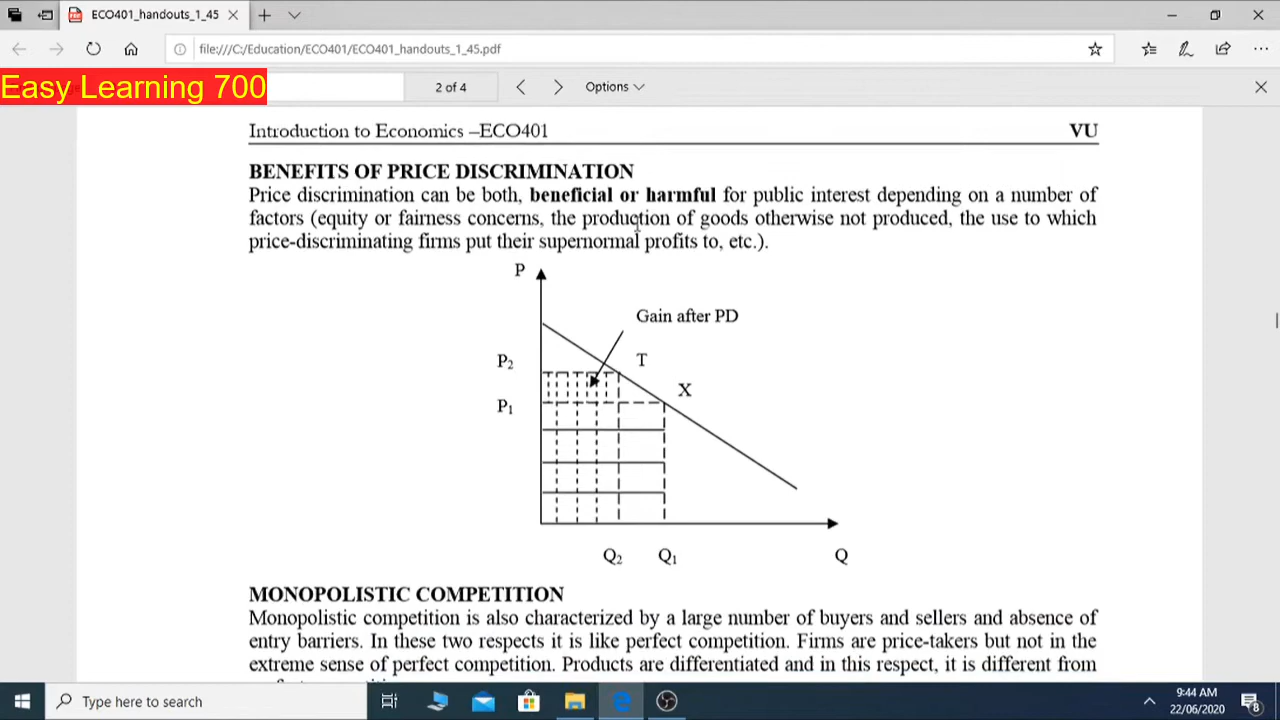 ECO401_handouts_1_45
file:///C:/Education/ECO401/ECO401_handouts_1_45.pdf
Easy Learning 700
2 of 4
Options
Introduction to Economics –ECO401 VU
BENEFITS OF PRICE DISCRIMINATION
Price discrimination can be both, beneficial or harmful for public interest depending on a number of
factors (equity or fairness concerns, the production of goods otherwise not produced, the use to which
price-discriminating firms put their supernormal profits to, etc.).
P
Gain after PD
P2
T
X
P1
Q2 Q1 Q
MONOPOLISTIC COMPETITION
Monopolistic competition is also characterized by a large number of buyers and sellers and absence of
entry barriers. In these two respects it is like perfect competition. Firms are price-takers but not in the
extreme sense of perfect competition. Products are differentiated and in this respect, it is different from
Type here to search
9:44 AM
22/06/2020
8